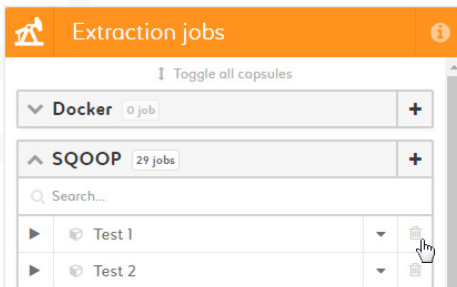 Extraction jobs
Toggle all capsules
Docker 0 job
SQOOP 29 jobs
Search...
Test 1
Test 2